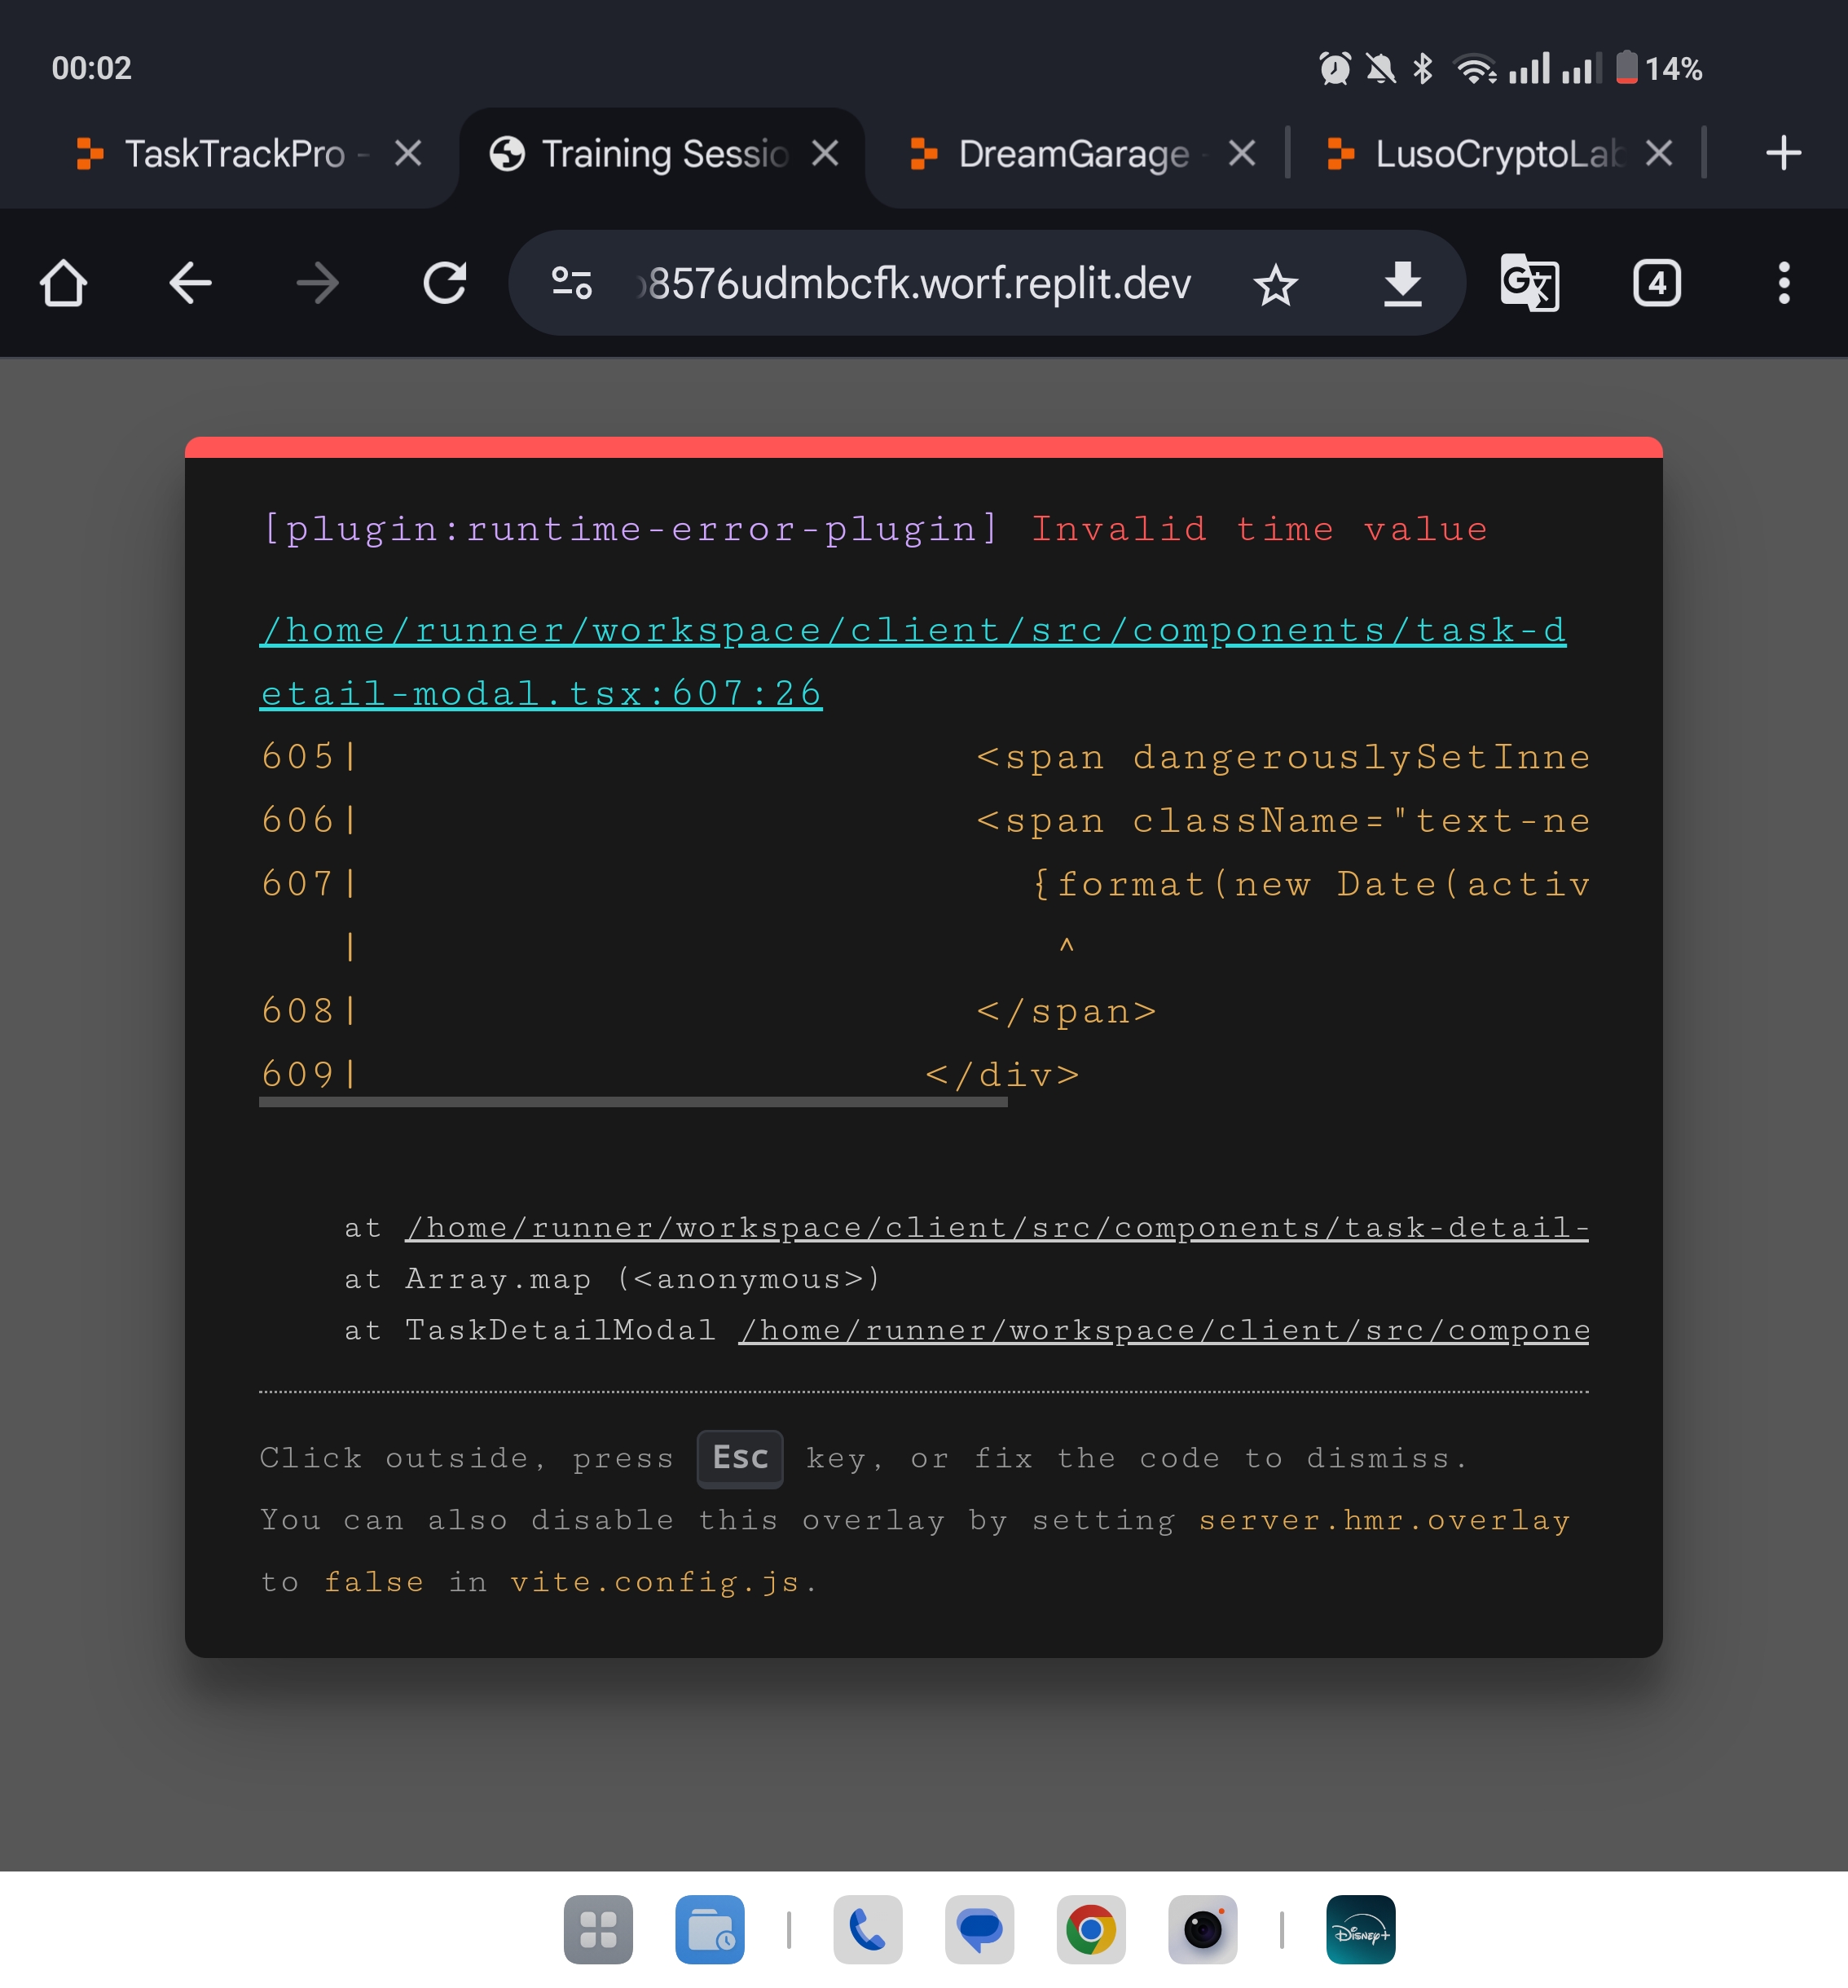 00:02 14%
TaskTrackPro - Training Sessio DreamGarage LusoCryptoLab
8576udmbcfk.worf.replit.dev 4
[plugin:runtime-error-plugin] Invalid time value
/home/runner/workspace/client/src/components/task-d
etail-modal.tsx:607:26
605| <span dangerouslySetInne
606| <span className="text-ne
607| {format(new Date(activ
| ^
608| </span>
609| </div>
at /home/runner/workspace/client/src/components/task-detail-
at Array.map (<anonymous>)
at TaskDetailModal /home/runner/workspace/client/src/compone
Click outside, press Esc key, or fix the code to dismiss.
You can also disable this overlay by setting server.hmr.overlay
to false in vite.config.js.
Disney+